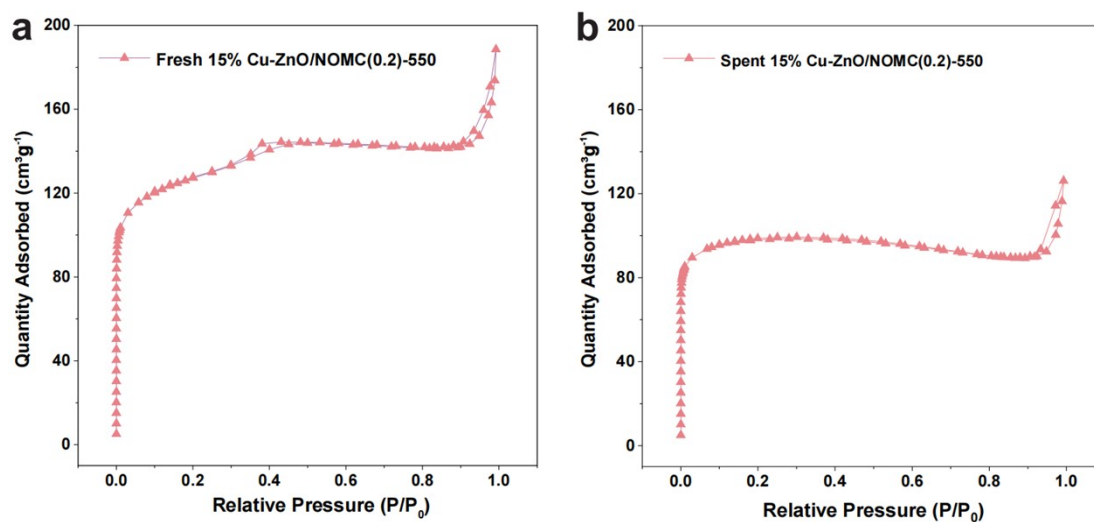 a
Fresh 15% Cu-ZnO/NOMC(0.2)-550
Quantity Adsorbed (cm³g⁻¹)
200
160
120
80
40
0
0.0 0.2 0.4 0.6 0.8 1.0
Relative Pressure (P/P₀)
b
Spent 15% Cu-ZnO/NOMC(0.2)-550
Quantity Adsorbed (cm³g⁻¹)
200
160
120
80
40
0
0.0 0.2 0.4 0.6 0.8 1.0
Relative Pressure (P/P₀)